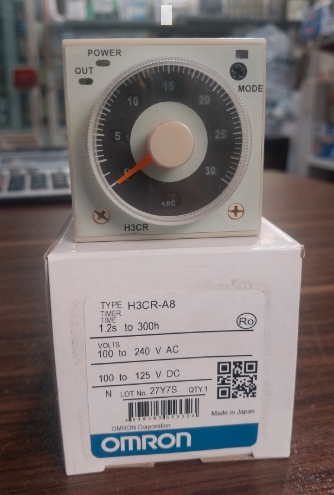 POWER
OUT
MODE
10 15 20
5 25
0 30
sec
H3CR
TYPE H3CR-A8
TIMER
TIME
1.2s to 300h
Ro
VOLTS
100 to 240 V AC
100 to 125 V DC
N LOT No. 27Y7S QTY.1
Made in Japan
OMRON Corporation
OMRON